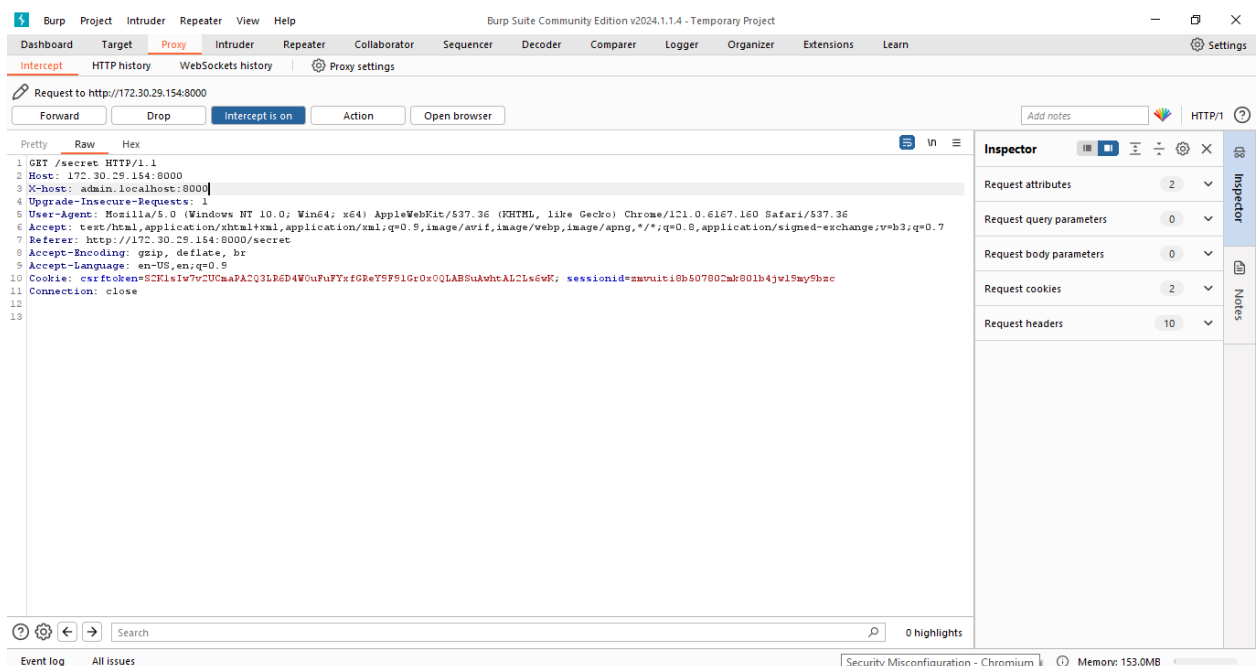 Burp Project Intruder Repeater View Help Burp Suite Community Edition v2024.1.1.4 - Temporary Project
Dashboard Target Proxy Intruder Repeater Collaborator Sequencer Decoder Comparer Logger Organizer Extensions Learn Settings
Intercept HTTP history WebSockets history Proxy settings
Request to http://172.30.29.154:8000
Forward Drop Intercept is on Action Open browser Add notes HTTP/1
Pretty Raw Hex \n
Inspector
1 GET /secret HTTP/1.1
2 Host: 172.30.29.154:8000
3 X-host: admin.localhost:8000
4 Upgrade-Insecure-Requests: 1
5 User-Agent: Mozilla/5.0 (Windows NT 10.0; Win64; x64) AppleWebKit/537.36 (KHTML, like Gecko) Chrome/121.0.6167.160 Safari/537.36
6 Accept: text/html,application/xhtml+xml,application/xml;q=0.9,image/avif,image/webp,image/apng,*/*;q=0.8,application/signed-exchange;v=b3;q=0.7
7 Referer: http://172.30.29.154:8000/secret
8 Accept-Encoding: gzip, deflate, br
9 Accept-Language: en-US,en;q=0.9
10 Cookie: csrftoken= sessionid=
11 Connection: close
12
13
Request attributes 2
Request query parameters 0
Request body parameters 0
Request cookies 2
Request headers 10
Inspector
Notes
Search 0 highlights
Event log All issues Security Misconfiguration - Chromium Memory: 153.0MB